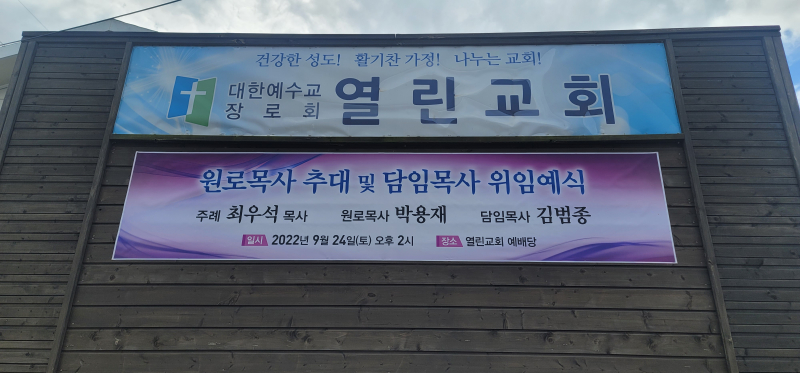 건강한 성도! 활기찬 가정! 나누는 교회!
대한예수교
장로회
열린교회
원로목사 추대 및 담임목사 위임예식
주례 최우석 목사 원로목사 박용재 담임목사 김범종
일시 2022년 9월 24일(토) 오후 2시 장소 열린교회 예배당